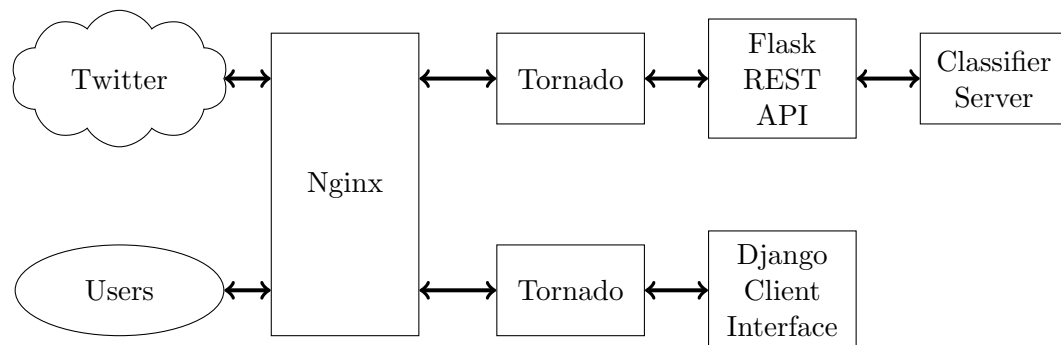 Twitter
Nginx
Tornado
Flask
REST
API
Classifier
Server
Users
Tornado
Django
Client
Interface